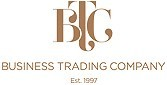 BTC
BUSINESS TRADING COMPANY
Est. 1997